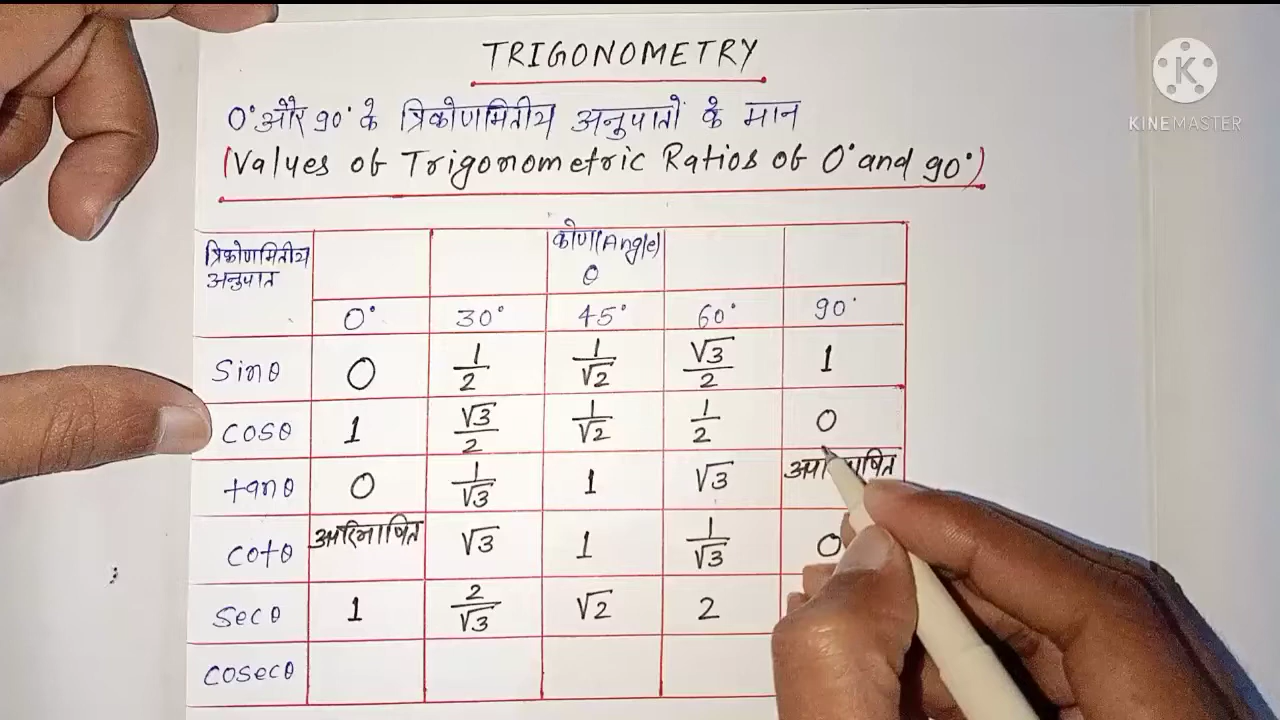 TRIGONOMETRY
KINEMASTER
0° और 90° के त्रिकोणमितीय अनुपातों के मान
(Values of Trigonometric Ratios of 0° and 90°)
त्रिकोणमितीय अनुपात
कोण(Angle) θ
0° 30° 45° 60° 90°
Sinθ 0 1/2 1/√2 √3/2 1
cosθ 1 √3/2 1/√2 1/2 0
tanθ 0 1/√3 1 √3
cotθ अपरिभाषित √3 1 1/√3 0
Secθ 1 2/√3 √2 2
cosecθ